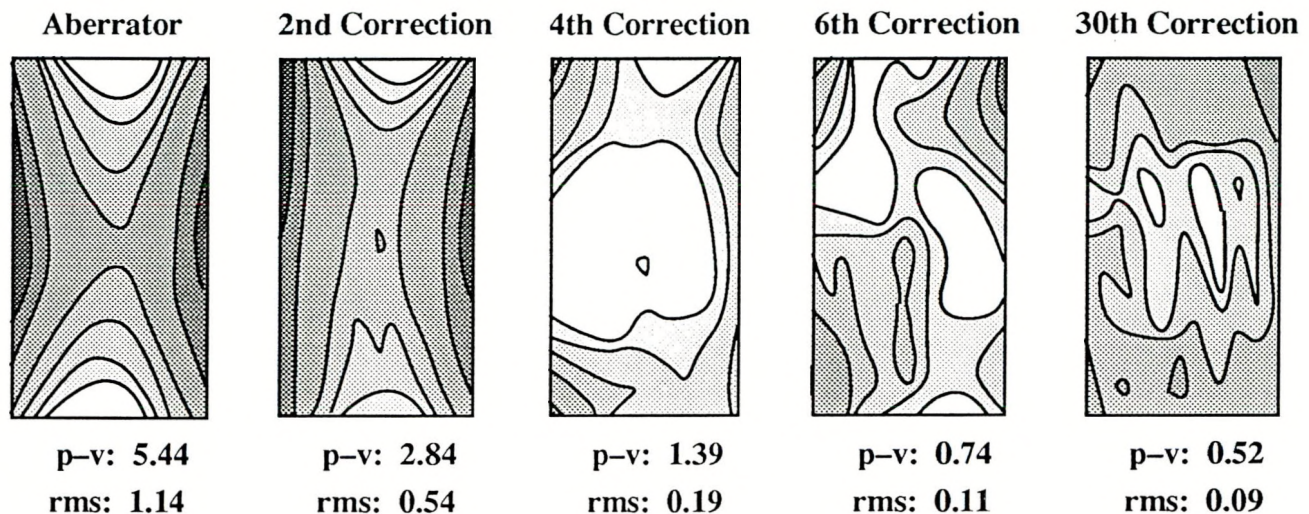 Aberrator 2nd Correction 4th Correction 6th Correction 30th Correction
p–v: 5.44 p–v: 2.84 p–v: 1.39 p–v: 0.74 p–v: 0.52
rms: 1.14 rms: 0.54 rms: 0.19 rms: 0.11 rms: 0.09